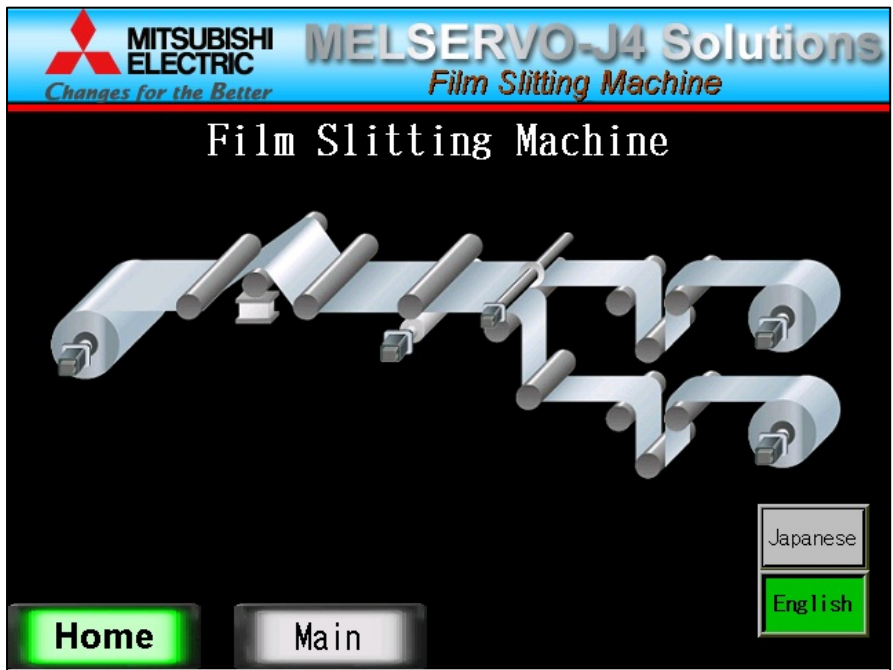 MITSUBISHI
ELECTRIC
Changes for the Better
MELSERVO-J4 Solutions
Film Slitting Machine
Film Slitting Machine
Japanese
English
Home
Main